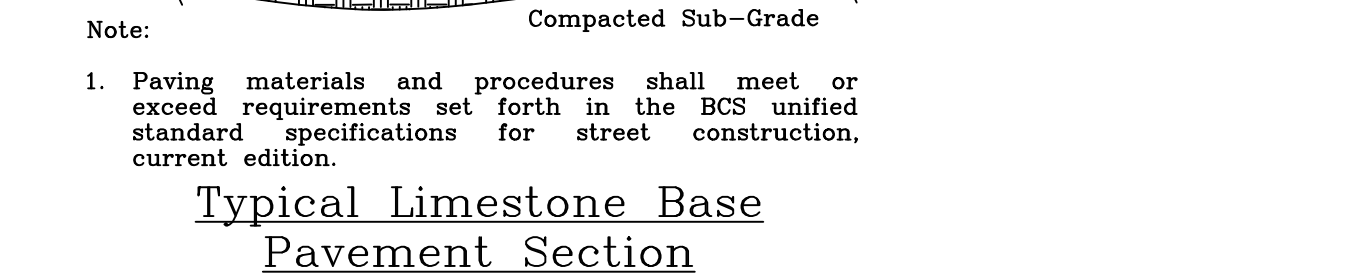 Compacted Sub-Grade
Note:
1. Paving materials and procedures shall meet or
exceed requirements set forth in the BCS unified
standard specifications for street construction,
current edition.
Typical Limestone Base
Pavement Section